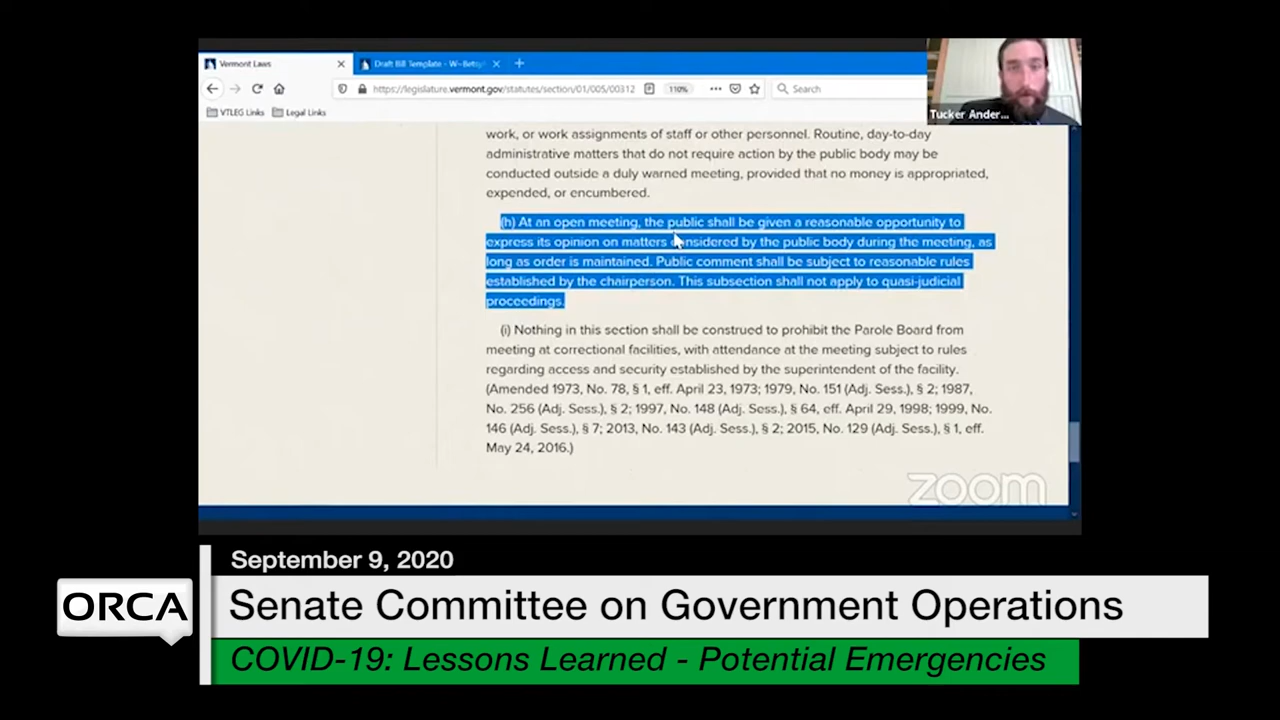 Vermont Laws
Draft Bill Template - W~Betsy
https://legislature.vermont.gov/statutes/section/01/005/00312
110%
Search
VTLEG Links
Legal Links
Tucker Ander...
work, or work assignments of staff or other personnel. Routine, day-to-day
administrative matters that do not require action by the public body may be
conducted outside a duly warned meeting, provided that no money is appropriated,
expended, or encumbered.
(h) At an open meeting, the public shall be given a reasonable opportunity to
express its opinion on matters considered by the public body during the meeting, as
long as order is maintained. Public comment shall be subject to reasonable rules
established by the chairperson. This subsection shall not apply to quasi-judicial
proceedings.
(i) Nothing in this section shall be construed to prohibit the Parole Board from
meeting at correctional facilities, with attendance at the meeting subject to rules
regarding access and security established by the superintendent of the facility.
(Amended 1973, No. 78, § 1, eff. April 23, 1973; 1979, No. 151 (Adj. Sess.), § 2; 1987,
No. 256 (Adj. Sess.), § 2; 1997, No. 148 (Adj. Sess.), § 64, eff. April 29, 1998; 1999, No.
146 (Adj. Sess.), § 7; 2013, No. 143 (Adj. Sess.), § 2; 2015, No. 129 (Adj. Sess.), § 1, eff.
May 24, 2016.)
zoom
September 9, 2020
ORCA
Senate Committee on Government Operations
COVID-19: Lessons Learned - Potential Emergencies